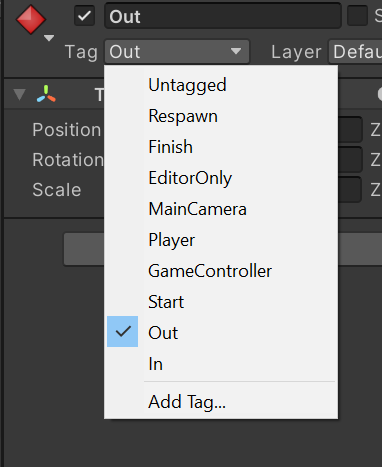 Out S
Tag Out Layer Defau
T
Position Z
Rotation Z
Scale Z
Untagged
Respawn
Finish
EditorOnly
MainCamera
Player
GameController
Start
Out
In
Add Tag...